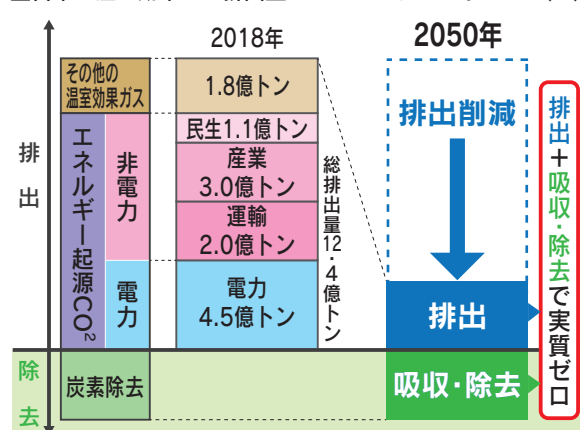 2018年
2050年
その他の
温室効果ガス
1.8億トン
エネルギー起源CO2
非電力
民生1.1億トン
産業
3.0億トン
運輸
2.0億トン
電力
電力
4.5億トン
総排出量12・4億トン
排出
排出削減
排出
排出+吸収・除去で実質ゼロ
除去
炭素除去
吸収・除去